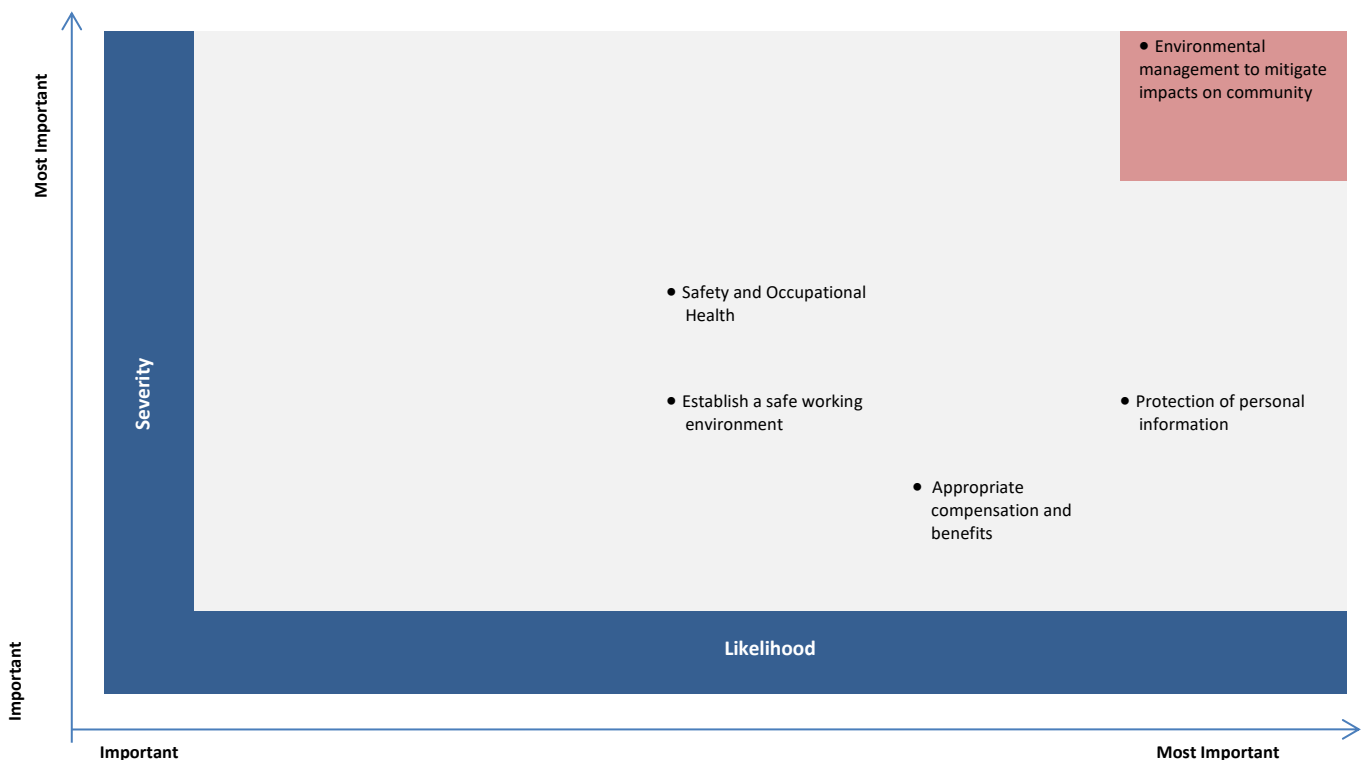 Most Important
Severity
Important
• Environmental
management to mitigate
impacts on community
• Safety and Occupational
Health
• Establish a safe working
environment
• Protection of personal
information
• Appropriate
compensation and
benefits
Likelihood
Important
Most Important